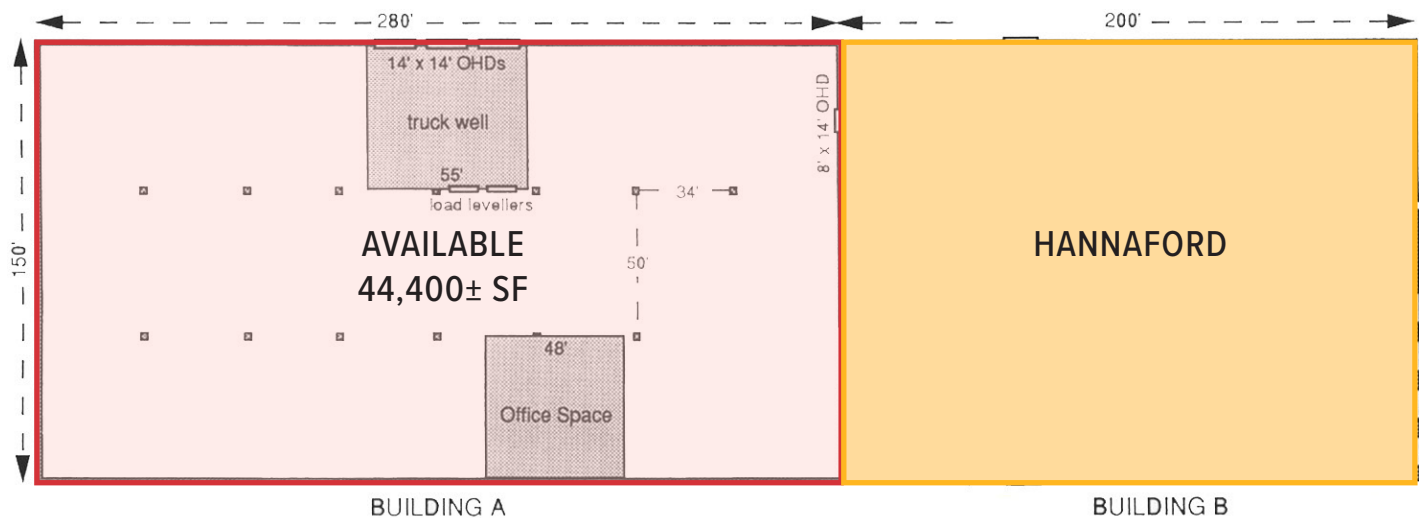 280'
200'
14' x 14' OHDs
truck well
8' x 14' OHD
55'
load levellers
34'
150'
AVAILABLE
44,400± SF
HANNAFORD
50'
48'
Office Space
BUILDING A
BUILDING B